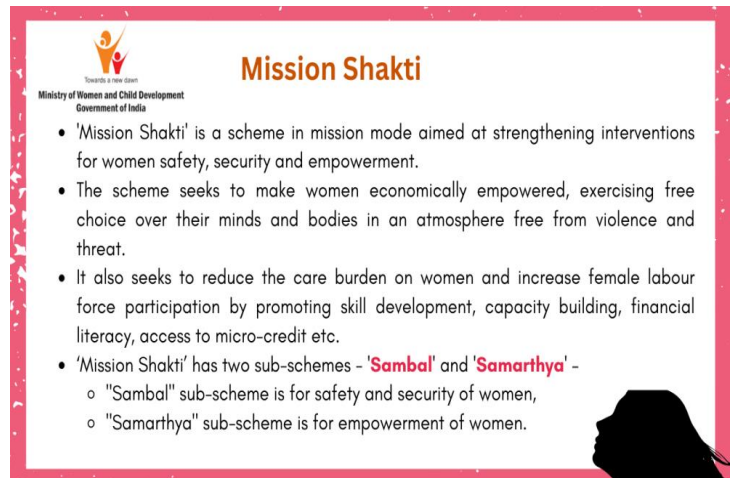 Mission Shakti
Towards a new dawn
Ministry of Women and Child Development
Government of India
• 'Mission Shakti' is a scheme in mission mode aimed at strengthening interventions
for women safety, security and empowerment.
• The scheme seeks to make women economically empowered, exercising free
choice over their minds and bodies in an atmosphere free from violence and
threat.
• It also seeks to reduce the care burden on women and increase female labour
force participation by promoting skill development, capacity building, financial
literacy, access to micro-credit etc.
• ‘Mission Shakti’ has two sub-schemes - 'Sambal' and 'Samarthya' -
o "Sambal" sub-scheme is for safety and security of women,
o "Samarthya" sub-scheme is for empowerment of women.